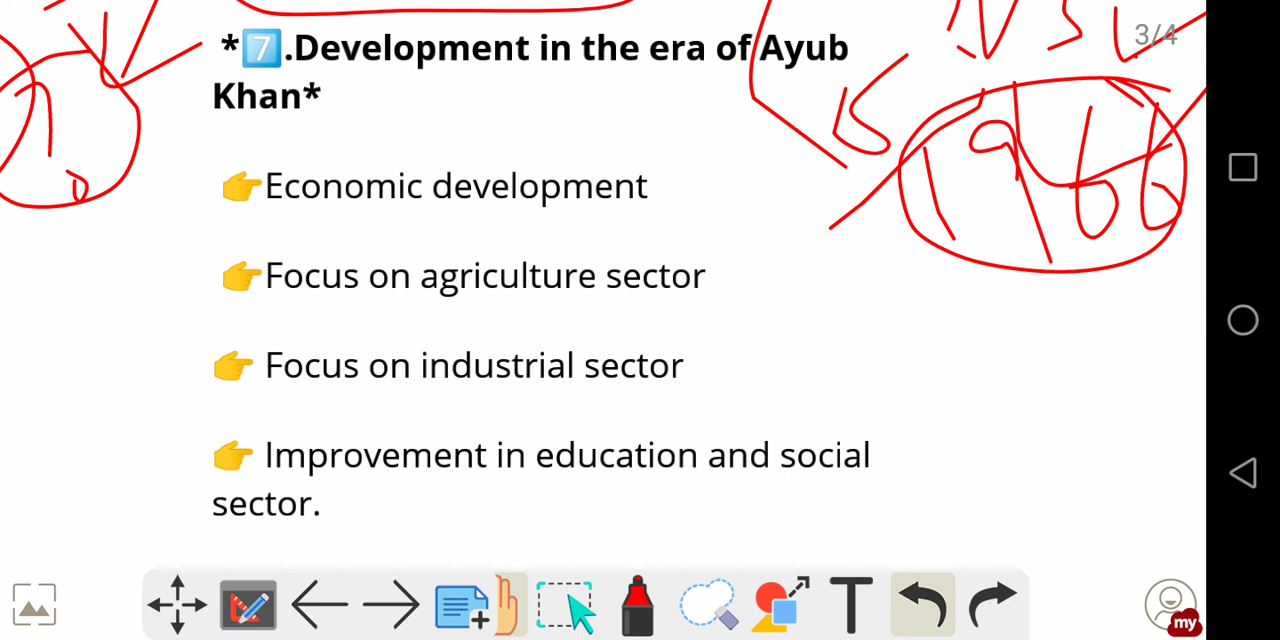 3/4
*7️⃣.Development in the era of Ayub
Khan*
1966
👉Economic development
👉Focus on agriculture sector
👉 Focus on industrial sector
👉 Improvement in education and social
sector.
T
my